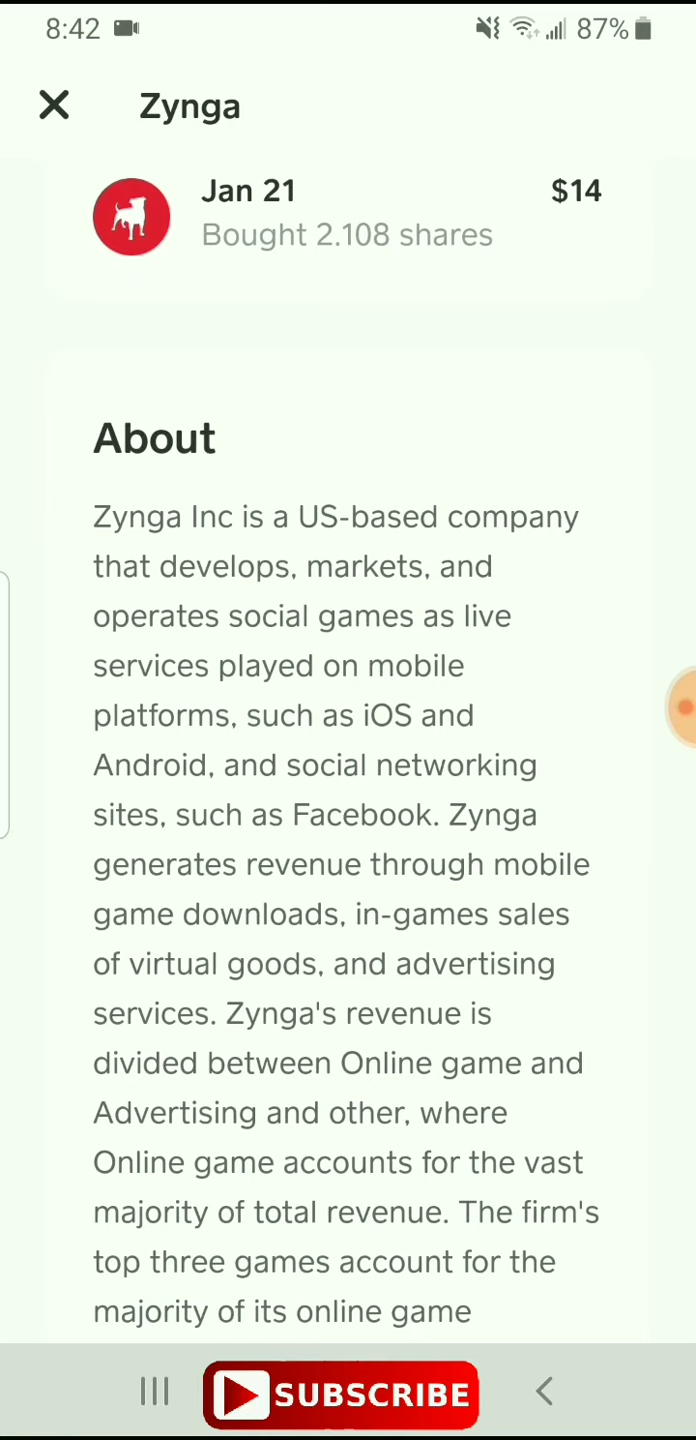 8:42
87%
Zynga
Jan 21
$14
Bought 2.108 shares
About
Zynga Inc is a US-based company
that develops, markets, and
operates social games as live
services played on mobile
platforms, such as iOS and
Android, and social networking
sites, such as Facebook. Zynga
generates revenue through mobile
game downloads, in-games sales
of virtual goods, and advertising
services. Zynga's revenue is
divided between Online game and
Advertising and other, where
Online game accounts for the vast
majority of total revenue. The firm's
top three games account for the
majority of its online game
SUBSCRIBE